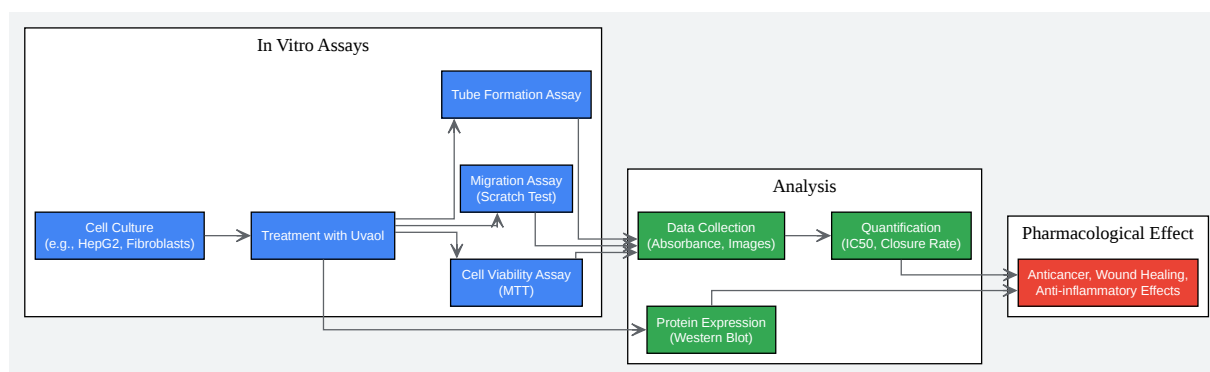 In Vitro Assays
Tube Formation Assay
Migration Assay
(Scratch Test)
Cell Culture
(e.g., HepG2, Fibroblasts)
Treatment with Uvaol
Cell Viability Assay
(MTT)
Analysis
Data Collection
(Absorbance, Images)
Quantification
(IC50, Closure Rate)
Protein Expression
(Western Blot)
Pharmacological Effect
Anticancer, Wound Healing,
Anti-inflammatory Effects